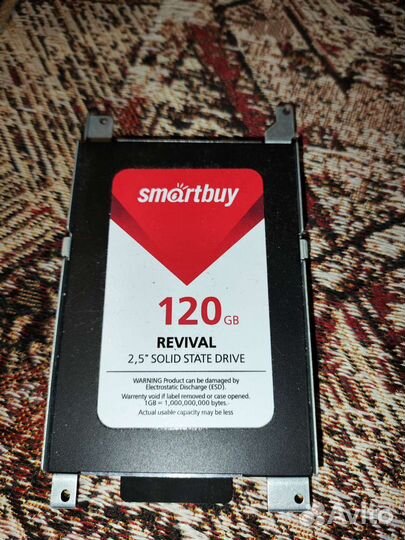 smartbuy
120 GB
REVIVAL
2,5" SOLID STATE DRIVE
WARNING Product can be damaged by
Electrostatic Discharge (ESD).
Warrenty void if label removed or case opened.
1GB = 1,000,000,000 bytes.
Actual usable capacity may be less
Avito